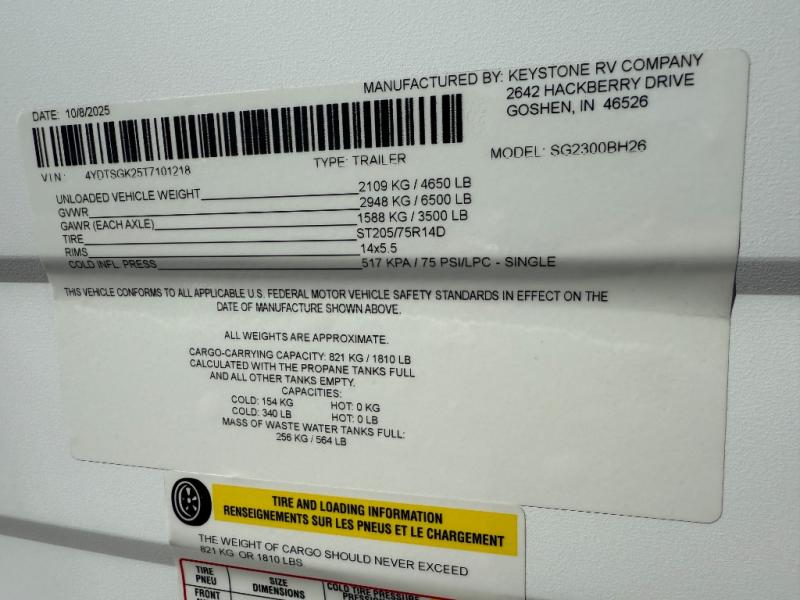 MANUFACTURED BY: KEYSTONE RV COMPANY
2642 HACKBERRY DRIVE
GOSHEN, IN 46526
DATE: 10/8/2025
VIN: 4YDTSGK25T7101218
TYPE: TRAILER
MODEL: SG2300BH26
UNLOADED VEHICLE WEIGHT 2109 KG / 4650 LB
GVWR 2948 KG / 6500 LB
GAWR (EACH AXLE) 1588 KG / 3500 LB
TIRE ST205/75R14D
RIMS 14x5.5
COLD INFL. PRESS 517 KPA / 75 PSI/LPC - SINGLE
THIS VEHICLE CONFORMS TO ALL APPLICABLE U.S. FEDERAL MOTOR VEHICLE SAFETY STANDARDS IN EFFECT ON THE
DATE OF MANUFACTURE SHOWN ABOVE.
ALL WEIGHTS ARE APPROXIMATE.
CARGO-CARRYING CAPACITY: 821 KG / 1810 LB
CALCULATED WITH THE PROPANE TANKS FULL
AND ALL OTHER TANKS EMPTY.
CAPACITIES:
COLD: 154 KG HOT: 0 KG
COLD: 340 LB HOT: 0 LB
MASS OF WASTE WATER TANKS FULL:
256 KG / 564 LB
TIRE AND LOADING INFORMATION
RENSEIGNEMENTS SUR LES PNEUS ET LE CHARGEMENT
THE WEIGHT OF CARGO SHOULD NEVER EXCEED
821 KG OR 1810 LBS
TIRE SIZE COLD TIRE PRESSURE
PNEU DIMENSIONS
FRONT